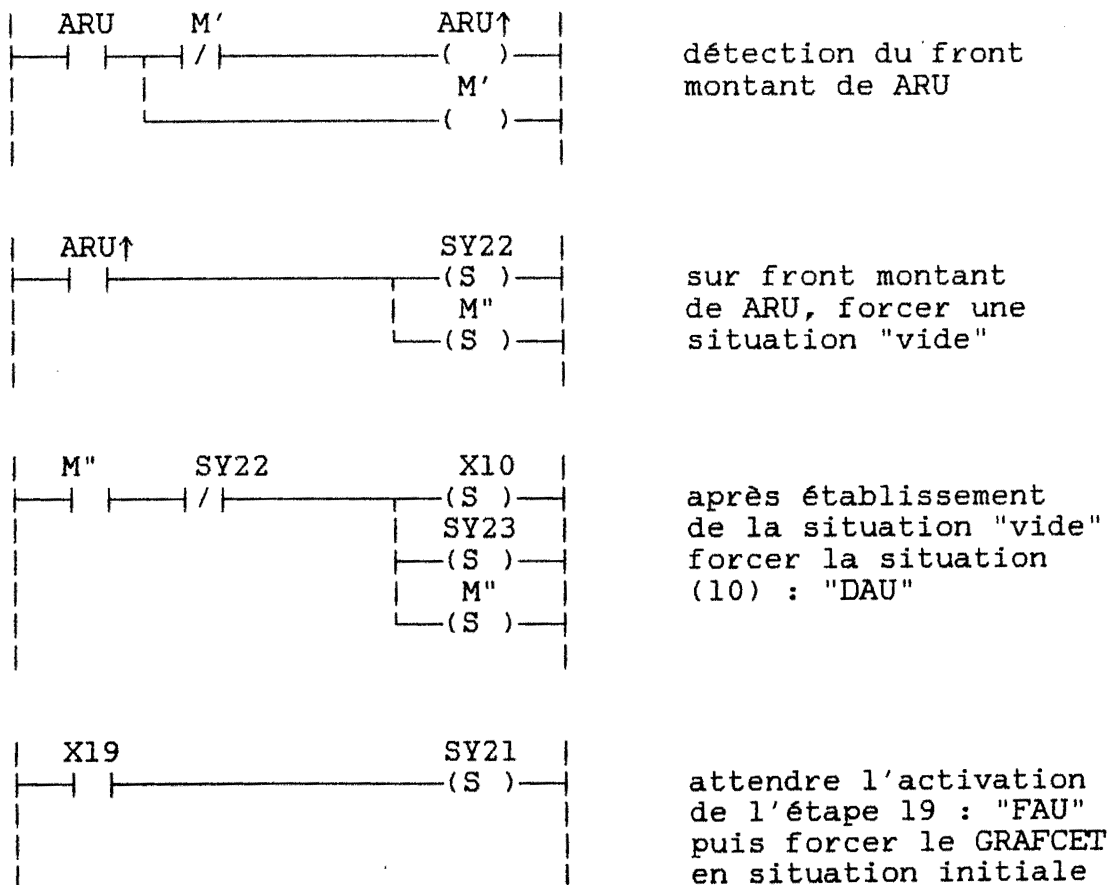 ARU M' ARU↑
( )
détection du front
M'
montant de ARU
( )
ARU↑ SY22
(S )
sur front montant
M"
de ARU, forcer une
(S )
situation "vide"
M" SY22 X10
(S )
après établissement
SY23
de la situation "vide"
(S )
forcer la situation
M"
(10) : "DAU"
(S )
X19 SY21
(S )
attendre l'activation
de l'étape 19 : "FAU"
puis forcer le GRAFCET
en situation initiale